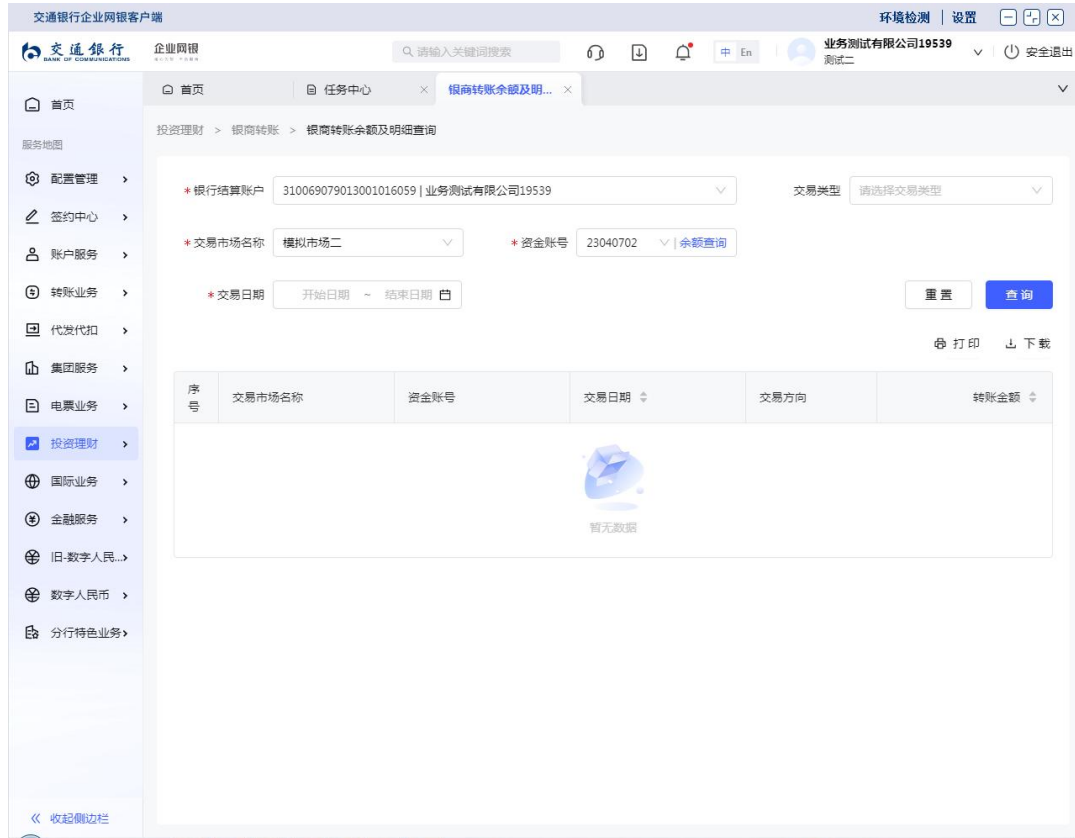 交通银行企业网银客户端
环境检测 | 设置
交通銀行 企业网银
BANK OF COMMUNICATIONS
请输入关键词搜索
中 En
业务测试有限公司19539
测试二
安全退出
首页
任务中心
银商转账余额及明...
首页
投资理财 > 银商转账 > 银商转账余额及明细查询
服务地图
配置管理
签约中心
账户服务
转账业务
代发代扣
集团服务
电票业务
投资理财
国际业务
金融服务
旧-数字人民...
数字人民币
分行特色业务
收起侧边栏
*银行结算账户 310069079013001016059 | 业务测试有限公司19539
交易类型 请选择交易类型
*交易市场名称 模拟市场二
*资金账号 23040702 | 余额查询
*交易日期 开始日期 ~ 结束日期
重置 查询
打印 下载
序号 交易市场名称 资金账号 交易日期 交易方向 转账金额
暂无数据